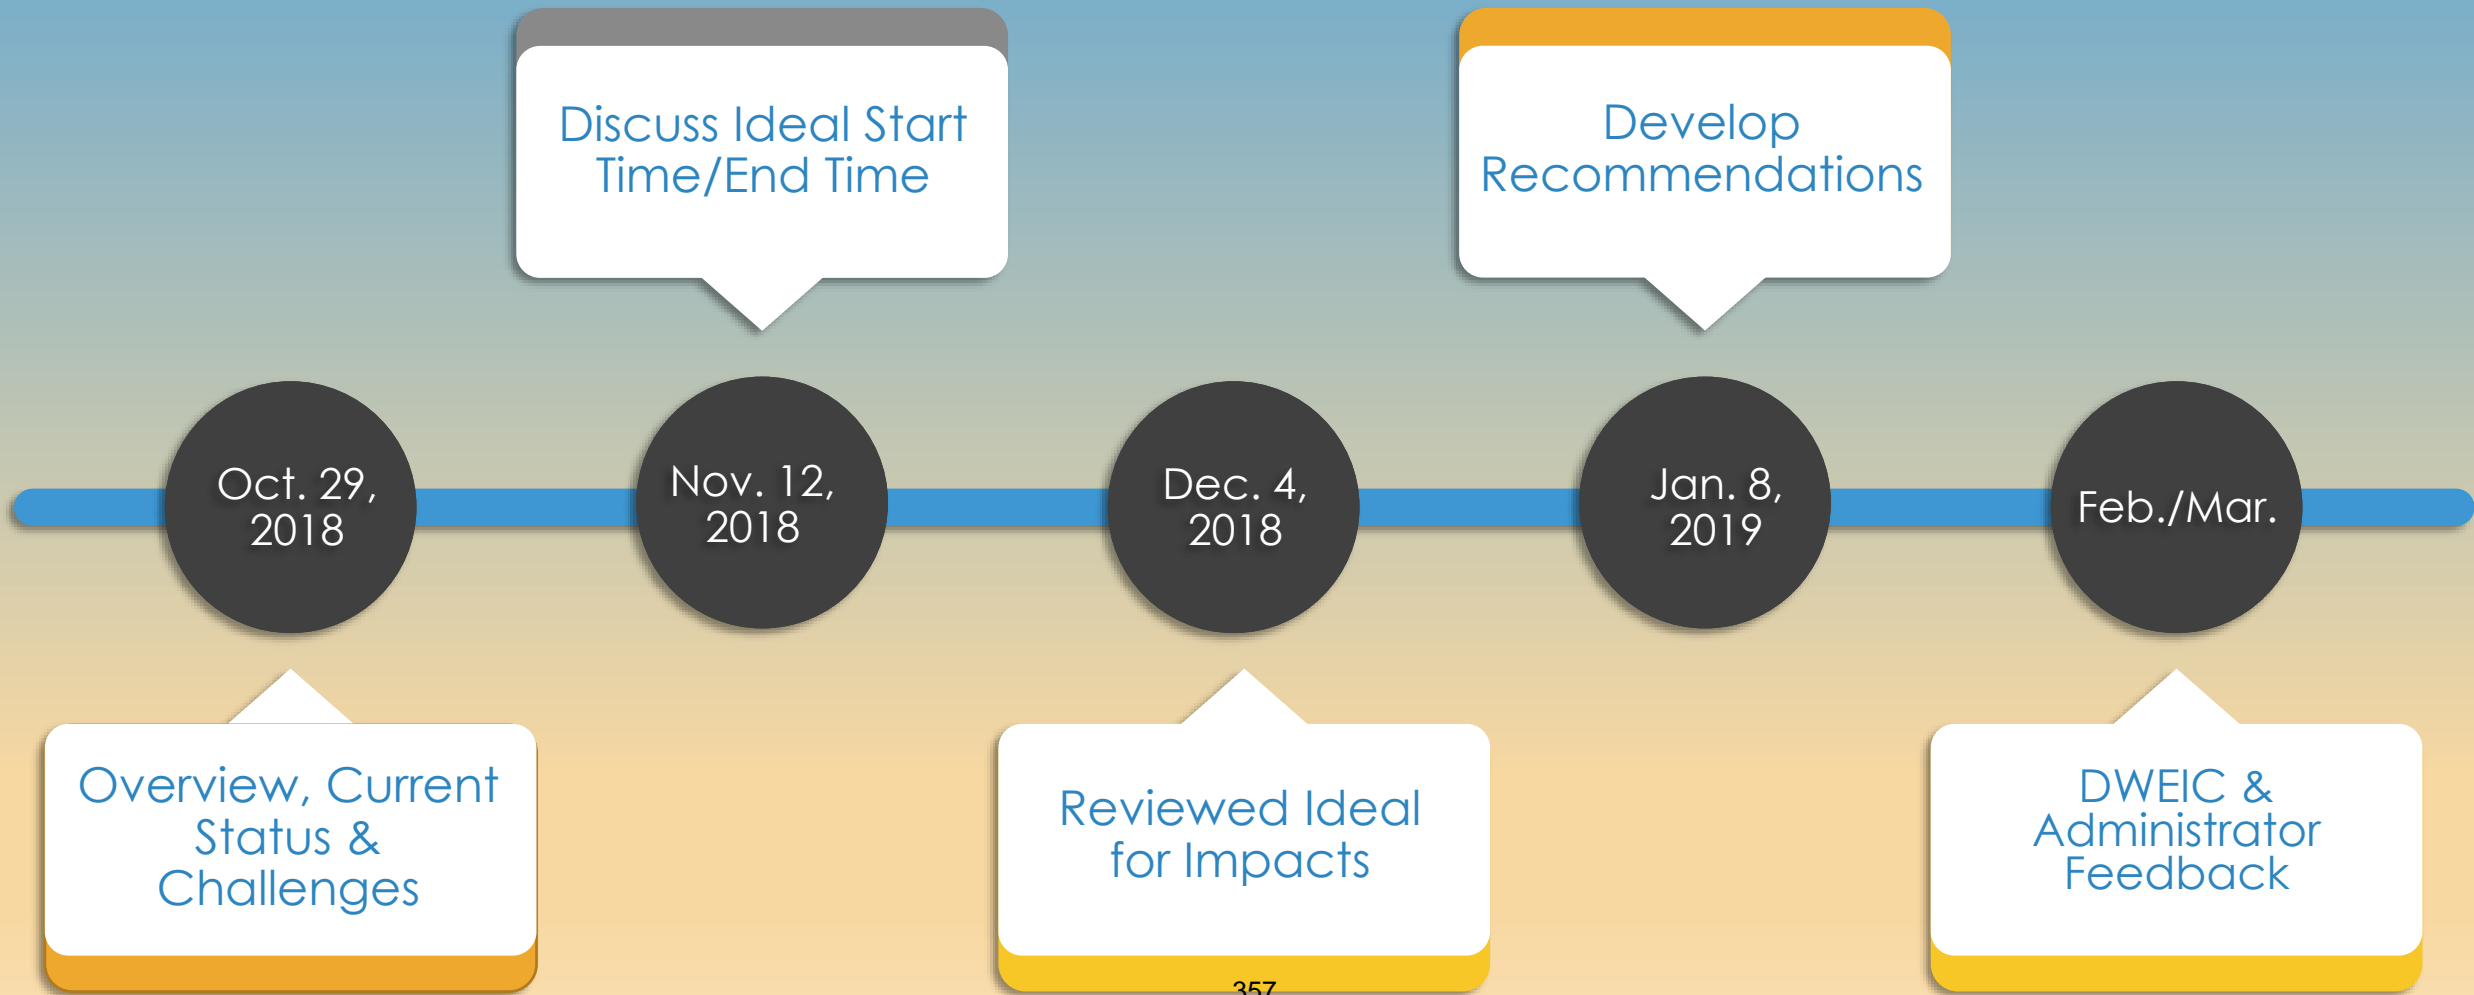 Discuss Ideal Start
Time/End Time
Develop
Recommendations
Oct. 29,
2018
Nov. 12,
2018
Dec. 4,
2018
Jan. 8,
2019
Feb./Mar.
Overview, Current
Status &
Challenges
Reviewed Ideal
for Impacts
DWEIC &
Administrator
Feedback
357